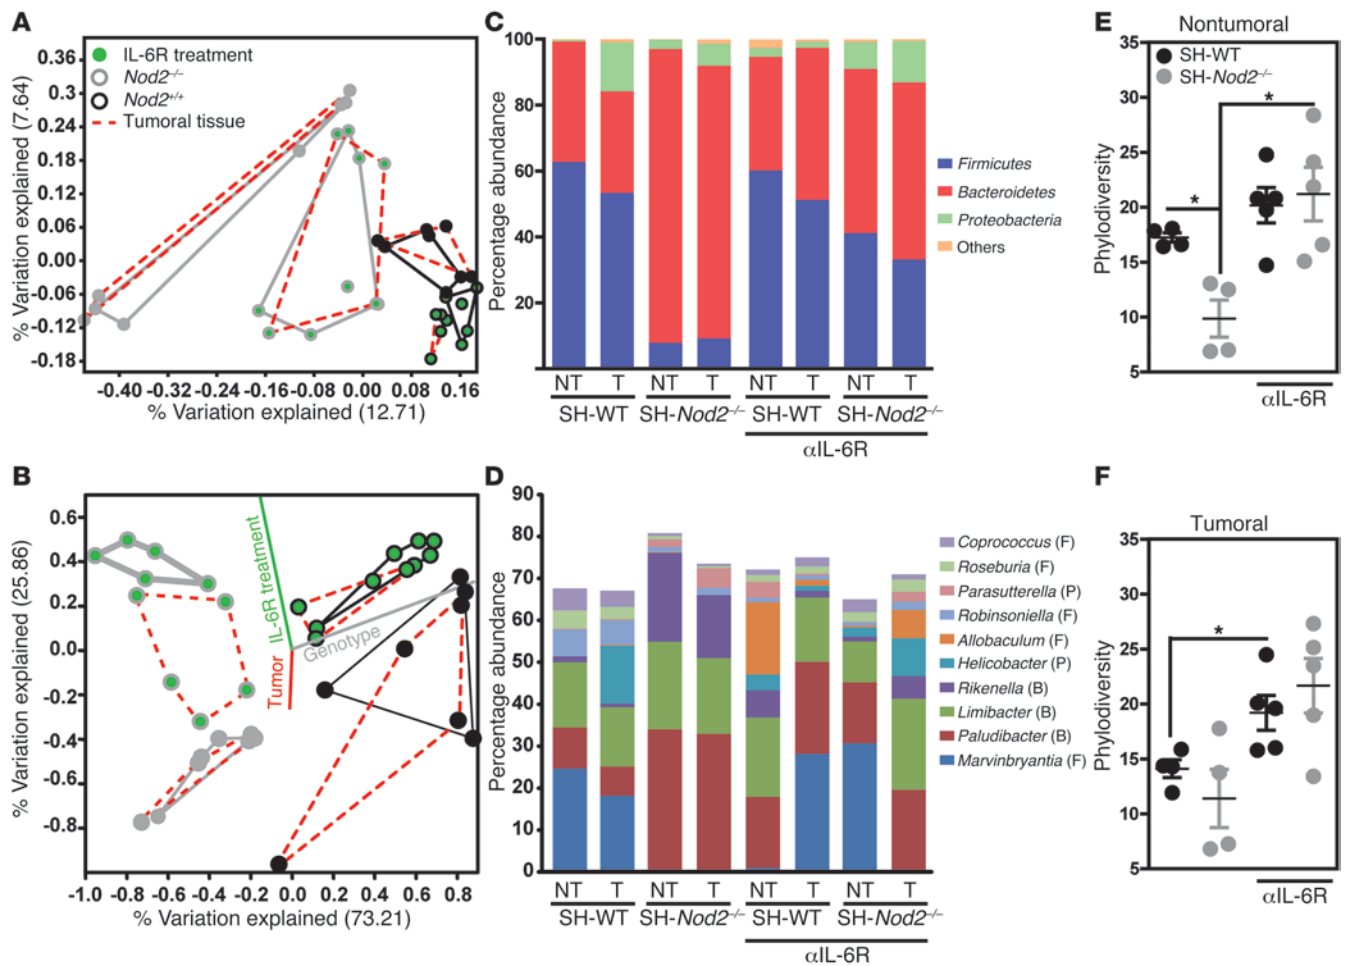 A
0.36
0.3
0.24
0.18
0.12
0.06
0.00
-0.06
-0.12
-0.18
% Variation explained (7.64)
IL-6R treatment
Nod2–/–
Nod2+/+
Tumoral tissue
-0.40 -0.32 -0.24 -0.16 -0.08 0.00 0.08 0.16
% Variation explained (12.71)
B
0.6
0.4
0.2
0.0
-0.2
-0.4
-0.6
-0.8
% Variation explained (25.86)
IL-6R treatment
Genotype
Tumor
-1.0 -0.8 -0.6 -0.4 -0.2 0.0 0.2 0.4 0.6 0.8
% Variation explained (73.21)
C
100
80
60
40
20
Percentage abundance
NT T NT T NT T NT T
SH-WT SH-Nod2–/– SH-WT SH-Nod2–/–
αIL-6R
Firmicutes
Bacteroidetes
Proteobacteria
Others
D
90
80
70
60
50
40
30
20
10
0
Percentage abundance
NT T NT T NT T NT T
SH-WT SH-Nod2–/– SH-WT SH-Nod2–/–
αIL-6R
Coprococcus (F)
Roseburia (F)
Parasutterella (P)
Robinsoniella (F)
Allobaculum (F)
Helicobacter (P)
Rikenella (B)
Limibacter (B)
Paludibacter (B)
Marvinbryantia (F)
E
Nontumoral
35
30
25
20
15
10
5
Phylodiversity
SH-WT
SH-Nod2–/–
*
*
αIL-6R
F
Tumoral
35
30
25
20
15
10
5
Phylodiversity
*
αIL-6R